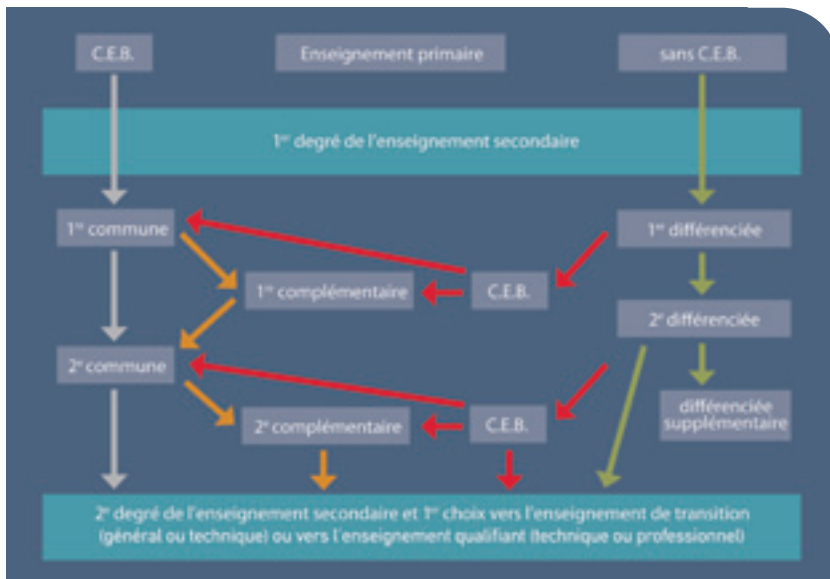 C.E.B.
Enseignement primaire
sans C.E.B.
1er degré de l'enseignement secondaire
1re commune
1re différenciée
1re complémentaire
C.E.B.
2e différenciée
2e commune
différenciée
supplémentaire
2e complémentaire
C.E.B.
2e degré de l'enseignement secondaire et 1er choix vers l'enseignement de transition
(général ou technique) ou vers l'enseignement qualifiant (technique ou professionnel)